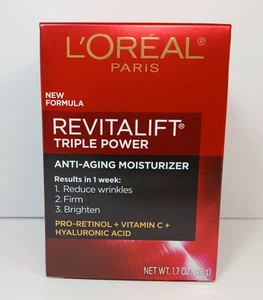 L'ORÉAL
PARIS
NEW
FORMULA
REVITALIFT®
TRIPLE POWER
ANTI-AGING MOISTURIZER
Results in 1 week:
1. Reduce wrinkles
2. Firm
3. Brighten
PRO-RETINOL + VITAMIN C +
HYALURONIC ACID
NET WT. 1.7 OZ.